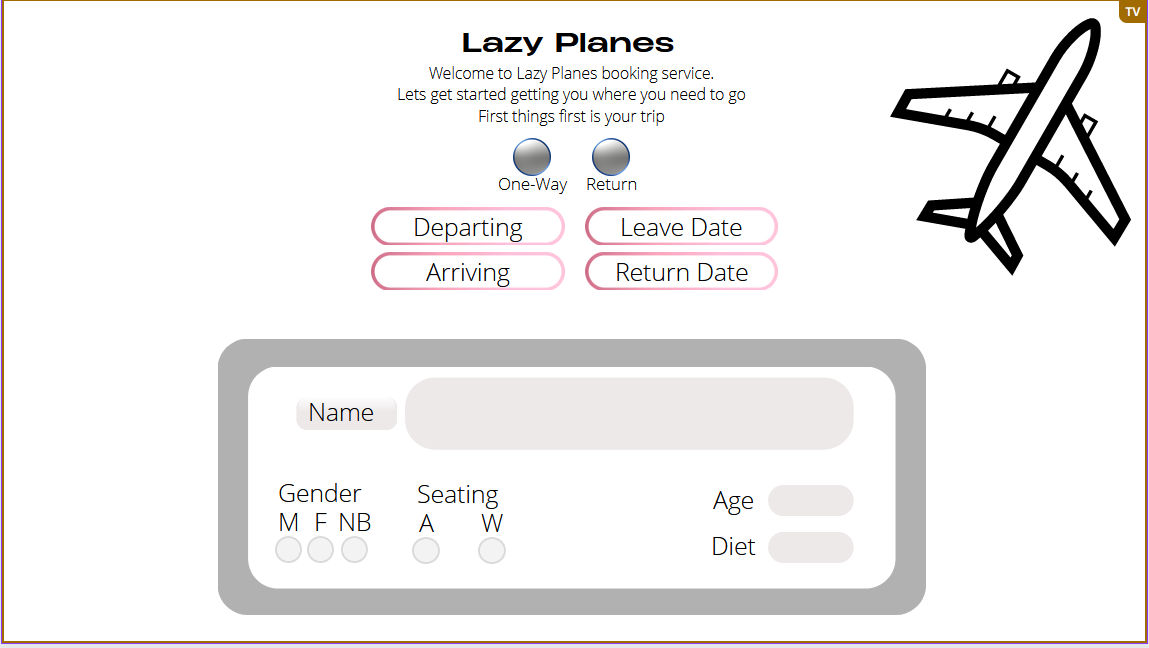 TV
Lazy Planes
Welcome to Lazy Planes booking service.
Lets get started getting you where you need to go
First things first is your trip
One-Way Return
Departing Leave Date
Arriving Return Date
Name
Gender Seating
M F NB A W
Age
Diet